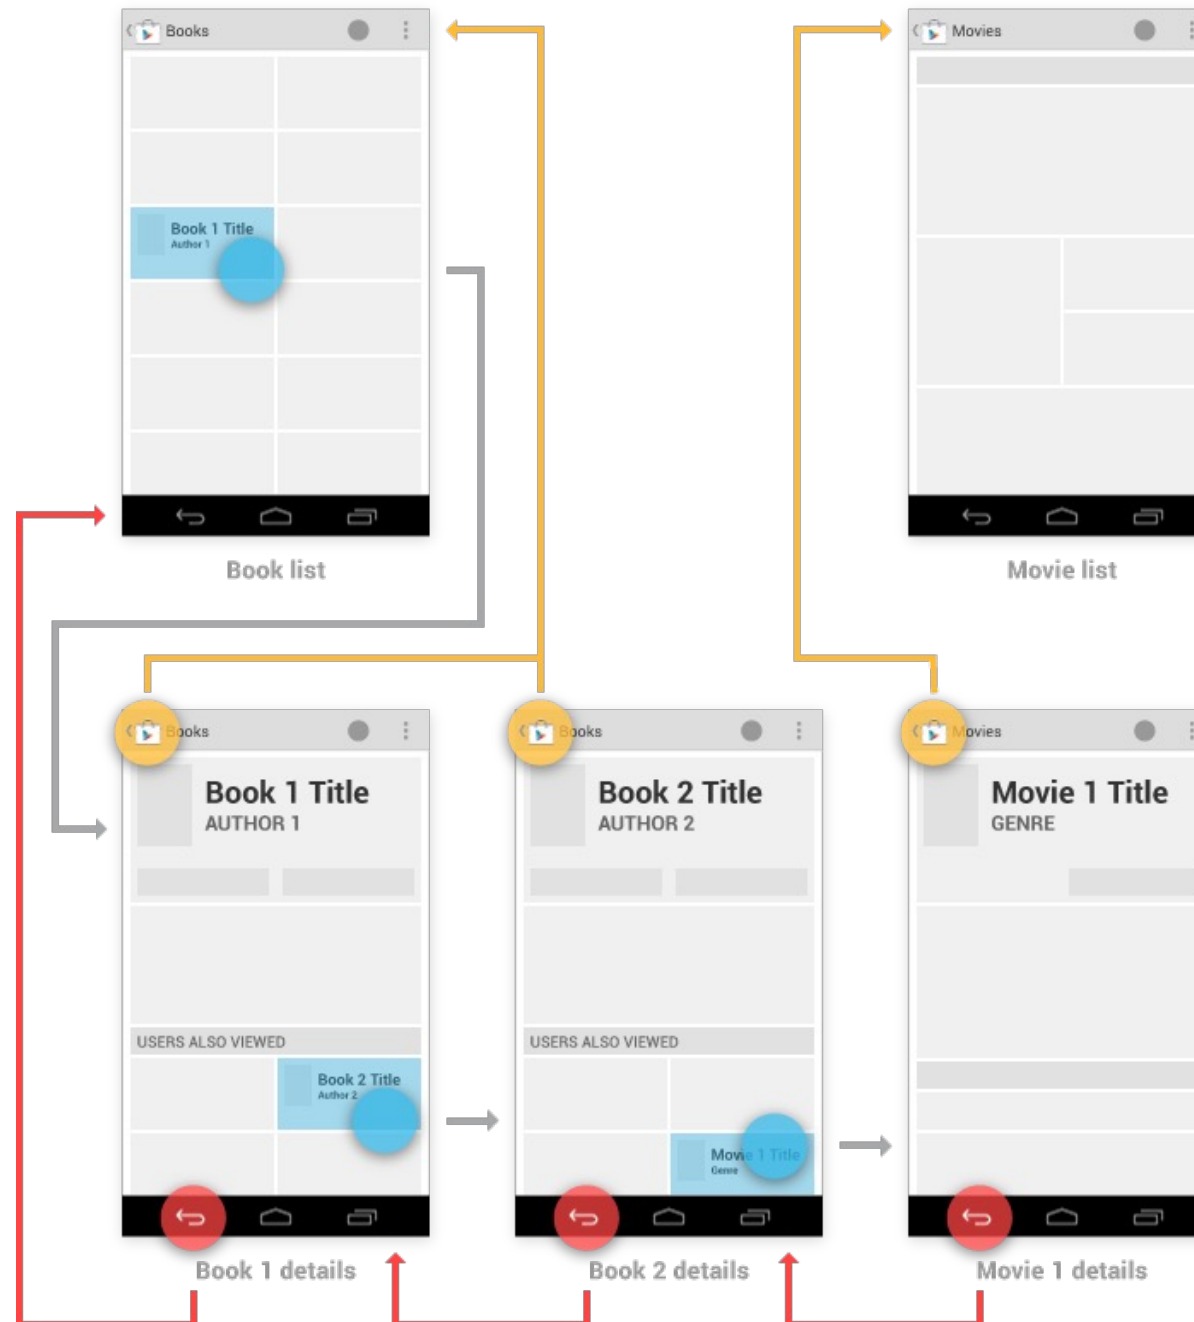 Books
Movies
Book 1 Title
Author 1
Book list
Movie list
Books
Books
Movies
Book 1 Title
AUTHOR 1
Book 2 Title
AUTHOR 2
Movie 1 Title
GENRE
USERS ALSO VIEWED
USERS ALSO VIEWED
Book 2 Title
Author 2
Movie 1 Title
Genre
Book 1 details
Book 2 details
Movie 1 details